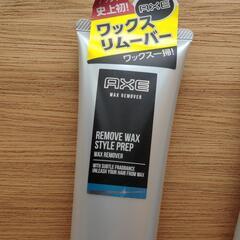 史上初!
AXE
ワックス
リムーバー
ワックス一掃!
AXE
WAX REMOVER
REMOVE WAX
STYLE PREP
WAX REMOVER
WITH SUBTLE FRAGRANCE
UNLEASH YOUR HAIR FROM WAX